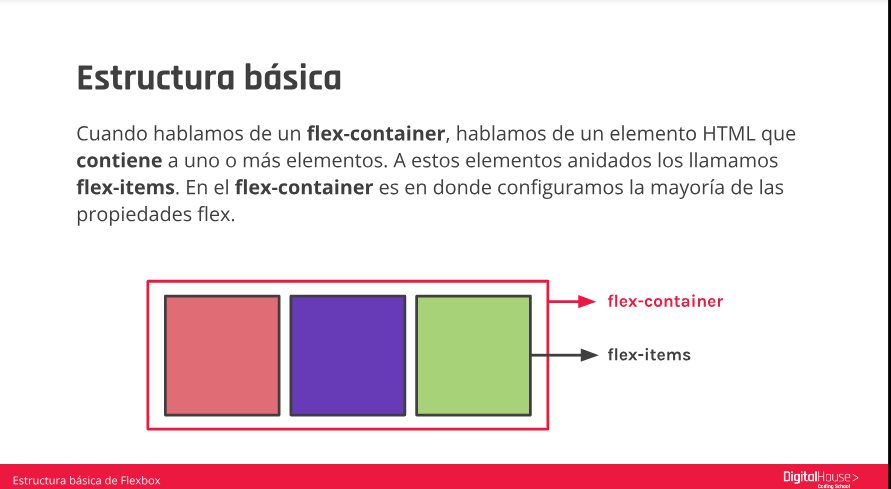 Estructura básica
Cuando hablamos de un flex-container, hablamos de un elemento HTML que
contiene a uno o más elementos. A estos elementos anidados los llamamos
flex-items. En el flex-container es en donde configuramos la mayoría de las
propiedades flex.
flex-container
flex-items
Estructura básica de Flexbox
DigitalHouse>
Coding School